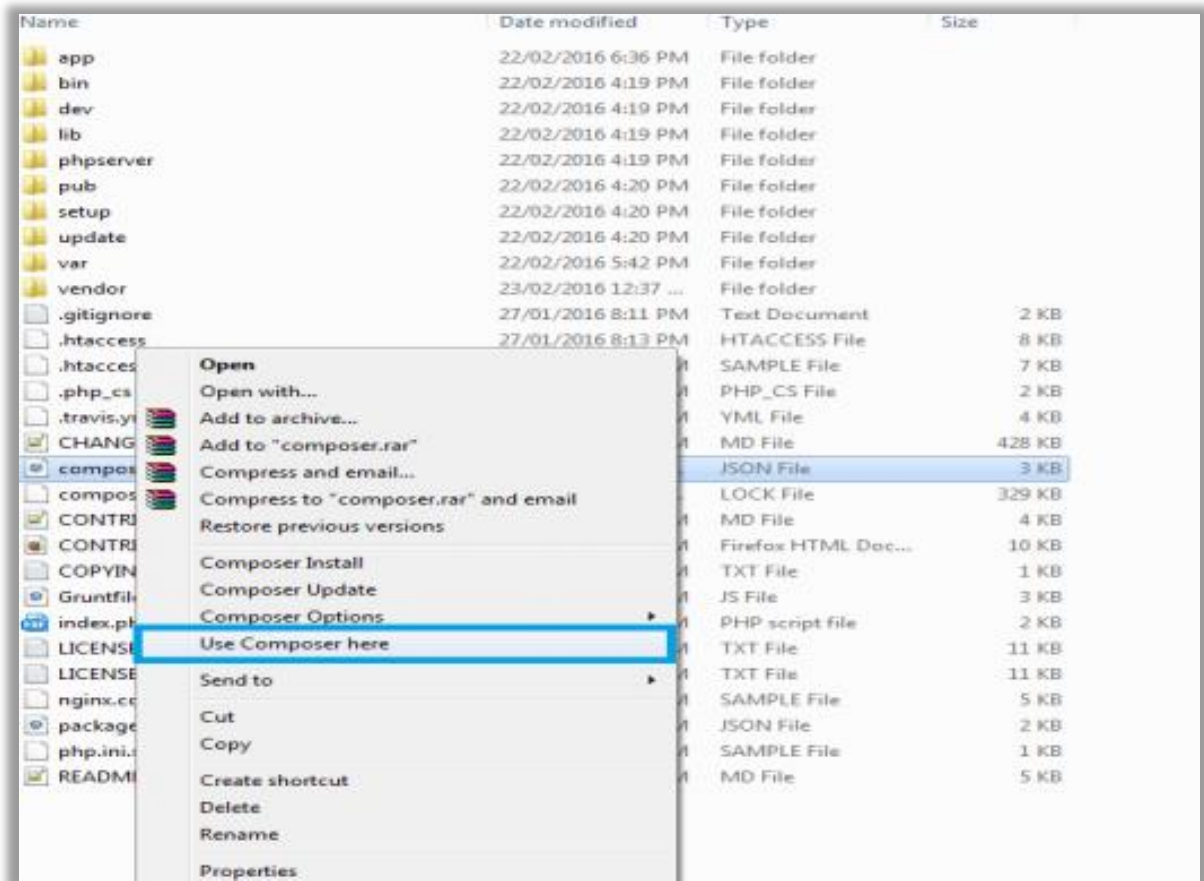 Name Date modified Type Size
app 22/02/2016 6:36 PM File folder
bin 22/02/2016 4:19 PM File folder
dev 22/02/2016 4:19 PM File folder
lib 22/02/2016 4:19 PM File folder
phpserver 22/02/2016 4:19 PM File folder
pub 22/02/2016 4:20 PM File folder
setup 22/02/2016 4:20 PM File folder
update 22/02/2016 4:20 PM File folder
var 22/02/2016 5:42 PM File folder
vendor 23/02/2016 12:37 ... File folder
.gitignore 27/01/2016 8:11 PM Text Document 2 KB
.htaccess 27/01/2016 8:13 PM HTACCESS File 8 KB
.htacces SAMPLE File 7 KB
.php_cs PHP_CS File 2 KB
.travis.y YML File 4 KB
CHANG MD File 428 KB
compos JSON File 3 KB
compos LOCK File 329 KB
CONTRI MD File 4 KB
CONTRI Firefox HTML Doc... 10 KB
COPYIN TXT File 1 KB
Gruntfil JS File 3 KB
index.ph PHP script file 2 KB
LICENSE TXT File 11 KB
LICENSE TXT File 11 KB
nginx.co SAMPLE File 5 KB
package JSON File 2 KB
php.ini. SAMPLE File 1 KB
README MD File 5 KB
Open
Open with...
Add to archive...
Add to "composer.rar"
Compress and email...
Compress to "composer.rar" and email
Restore previous versions
Composer Install
Composer Update
Composer Options
Use Composer here
Send to
Cut
Copy
Create shortcut
Delete
Rename
Properties